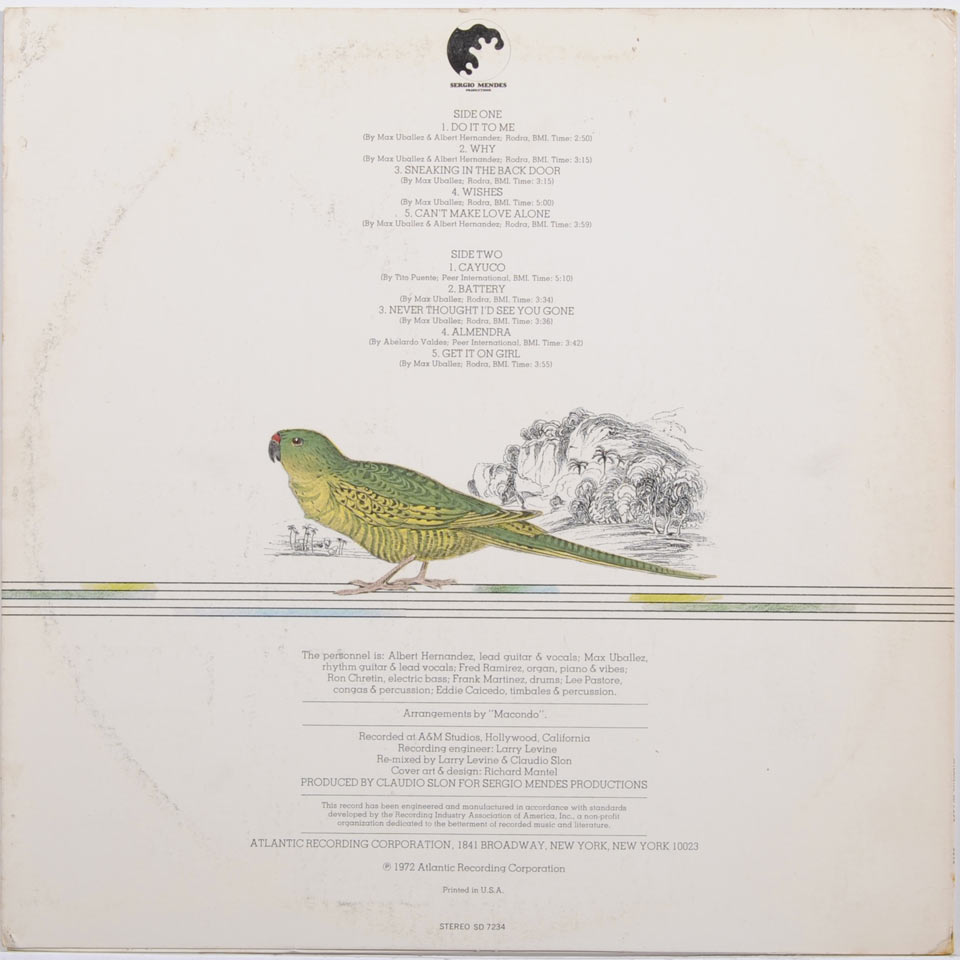 SERGIO MENDES
PRODUCTIONS
SIDE ONE
1. DO IT TO ME
(By Max Uballez & Albert Hernandez; Rodra, BMI. Time: 2:50)
2. WHY
(By Max Uballez & Albert Hernandez; Rodra, BMI. Time: 3:15)
3. SNEAKING IN THE BACK DOOR
(By Max Uballez; Rodra, BMI. Time: 3:15)
4. WISHES
(By Max Uballez; Rodra, BMI. Time: 5:00)
5. CAN'T MAKE LOVE ALONE
(By Max Uballez & Albert Hernandez; Rodra, BMI. Time: 3:59)
SIDE TWO
1. CAYUCO
(By Tito Puente; Peer International, BMI. Time: 5:10)
2. BATTERY
(By Max Uballez; Rodra, BMI. Time: 3:34)
3. NEVER THOUGHT I'D SEE YOU GONE
(By Max Uballez; Rodra, BMI. Time: 3:36)
4. ALMENDRA
(By Abelardo Valdes; Peer International, BMI. Time: 3:42)
5. GET IT ON GIRL
(By Max Uballez; Rodra, BMI. Time: 3:55)
The personnel is: Albert Hernandez, lead guitar & vocals; Max Uballez,
rhythm guitar & lead vocals; Fred Ramirez, organ, piano & vibes;
Ron Chretin, electric bass; Frank Martinez, drums; Lee Pastore,
congas & percussion; Eddie Caicedo, timbales & percussion.
Arrangements by "Macondo".
Recorded at A&M Studios, Hollywood, California
Recording engineer: Larry Levine
Re-mixed by Larry Levine & Claudio Slon
Cover art & design: Richard Mantel
PRODUCED BY CLAUDIO SLON FOR SERGIO MENDES PRODUCTIONS
This record has been engineered and manufactured in accordance with standards
developed by the Recording Industry Association of America, Inc., a non-profit
organization dedicated to the betterment of recorded music and literature.
ATLANTIC RECORDING CORPORATION, 1841 BROADWAY, NEW YORK, NEW YORK 10023
℗ 1972 Atlantic Recording Corporation
Printed in U.S.A.
STEREO SD 7234